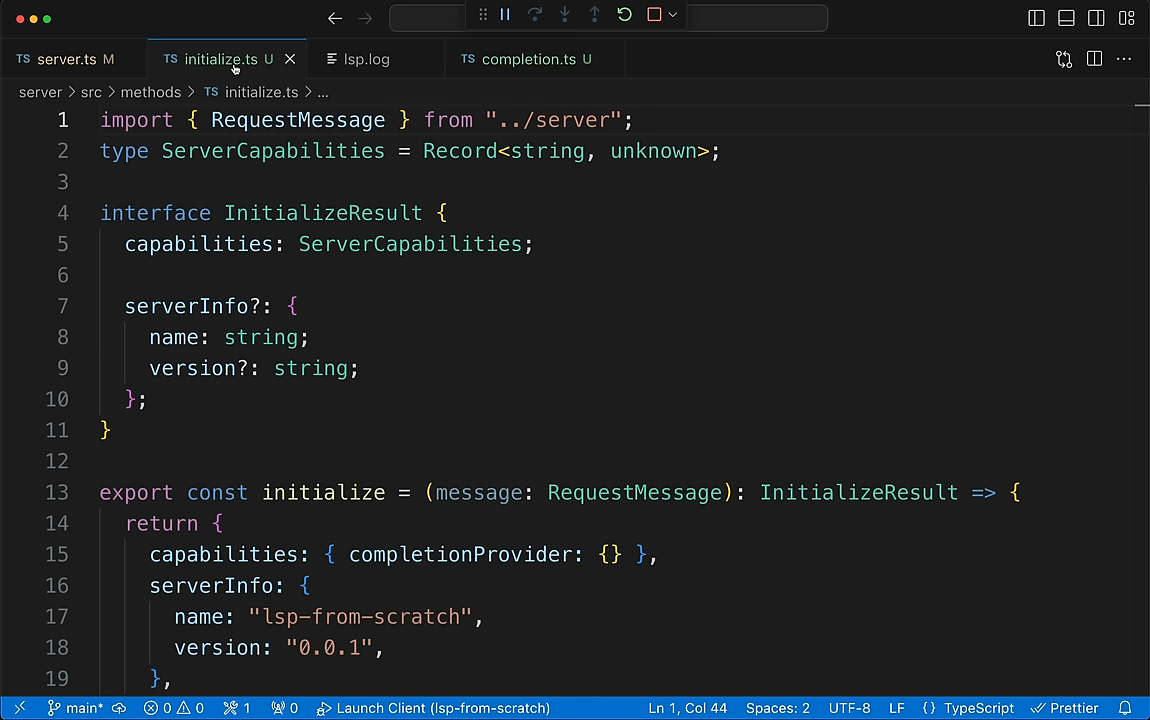 TS server.ts M TS initialize.ts U lsp.log TS completion.ts U
server > src > methods > TS initialize.ts > ...
1 import { RequestMessage } from "../server";
2 type ServerCapabilities = Record<string, unknown>;
3
4 interface InitializeResult {
5 capabilities: ServerCapabilities;
6
7 serverInfo?: {
8 name: string;
9 version?: string;
10 };
11 }
12
13 export const initialize = (message: RequestMessage): InitializeResult => {
14 return {
15 capabilities: { completionProvider: {} },
16 serverInfo: {
17 name: "lsp-from-scratch",
18 version: "0.0.1",
19 },
main* 0 0 1 0 Launch Client (lsp-from-scratch) Ln 1, Col 44 Spaces: 2 UTF-8 LF {} TypeScript Prettier